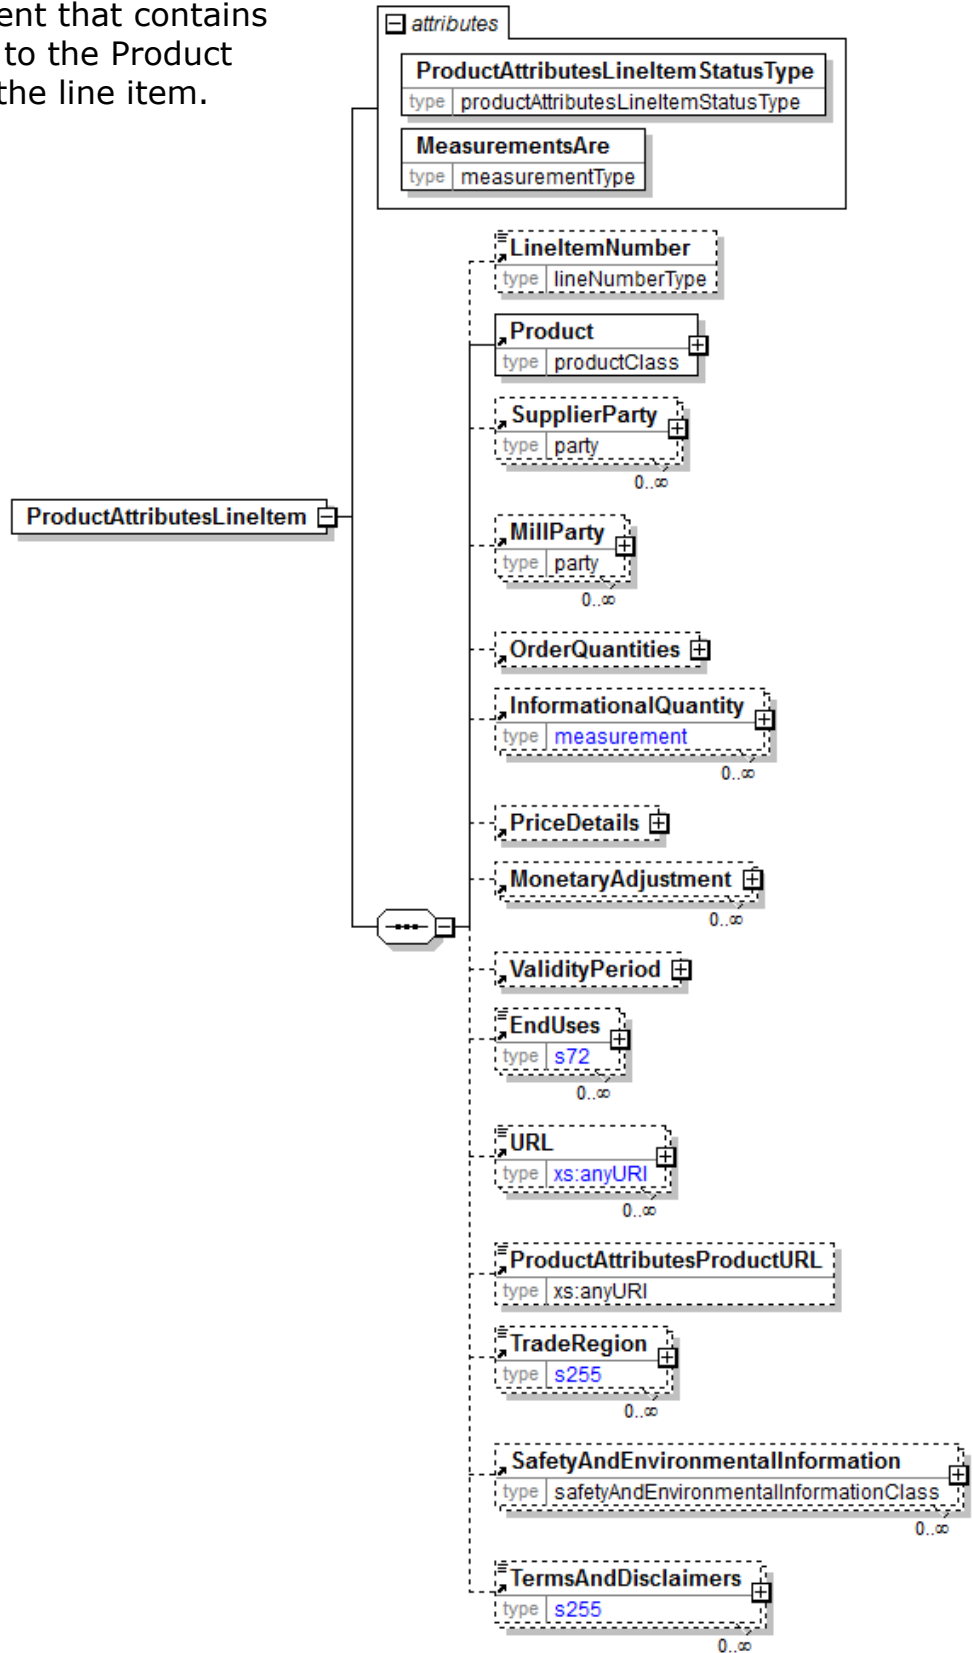 ent that contains
to the Product
the line item.
attributes
ProductAttributesLineItemStatusType
type productAttributesLineItemStatusType
MeasurementsAre
type measurementType
LineItemNumber
type lineNumberType
Product
type productClass
SupplierParty
type party
0..∞
ProductAttributesLineItem
MillParty
type party
0..∞
OrderQuantities
InformationalQuantity
type measurement
0..∞
PriceDetails
MonetaryAdjustment
0..∞
ValidityPeriod
EndUses
type s72
0..∞
URL
type xs:anyURI
0..∞
ProductAttributesProductURL
type xs:anyURI
TradeRegion
type s255
0..∞
SafetyAndEnvironmentalInformation
type safetyAndEnvironmentalInformationClass
0..∞
TermsAndDisclaimers
type s255
0..∞